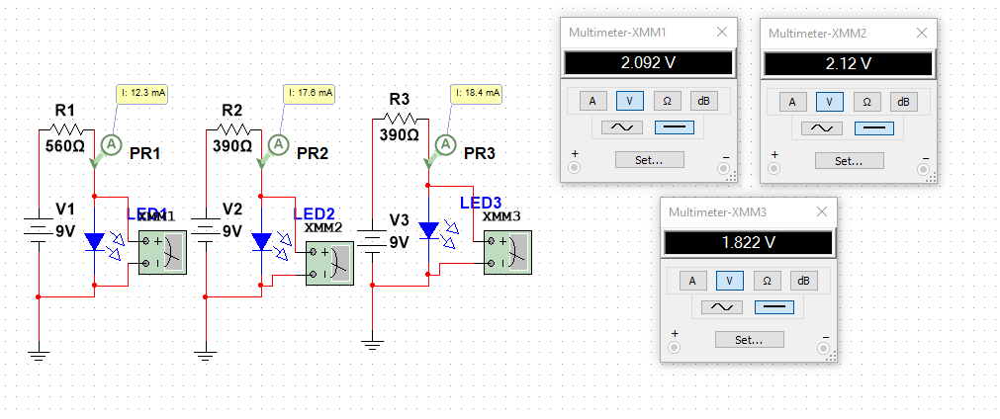 I: 12.3 mA
R1
560Ω
A
PR1
V1
9V
LED1
XMM1
+
I: 17.6 mA
R2
390Ω
A
PR2
V2
9V
LED2
XMM2
+
I: 18.4 mA
R3
390Ω
A
PR3
V3
9V
LED3
XMM3
+
Multimeter-XMM1
2.092 V
A V Ω dB
Set...
+ −
Multimeter-XMM2
2.12 V
A V Ω dB
Set...
+ −
Multimeter-XMM3
1.822 V
A V Ω dB
Set...
+ −